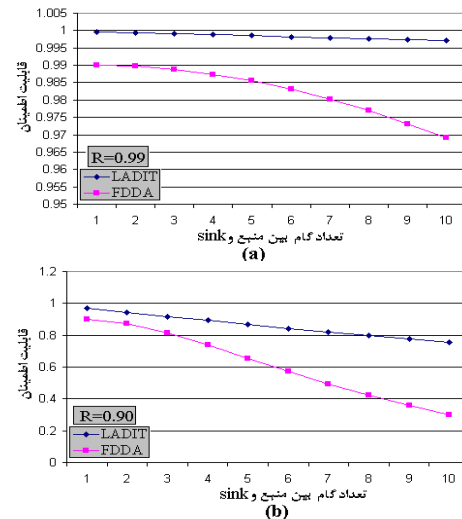 1.005
1
0.995
0.99
0.985
0.98
0.975
0.97
0.965
0.96
0.955
0.95
قابلیت اطمینان
R=0.99
LADIT
FDDA
1 2 3 4 5 6 7 8 9 10
تعداد گام بین منبع و sink
(a)
1.2
1
0.8
0.6
0.4
0.2
0
قابلیت اطمینان
R=0.90
LADIT
FDDA
1 2 3 4 5 6 7 8 9 10
تعداد گام بین منبع و sink
(b)